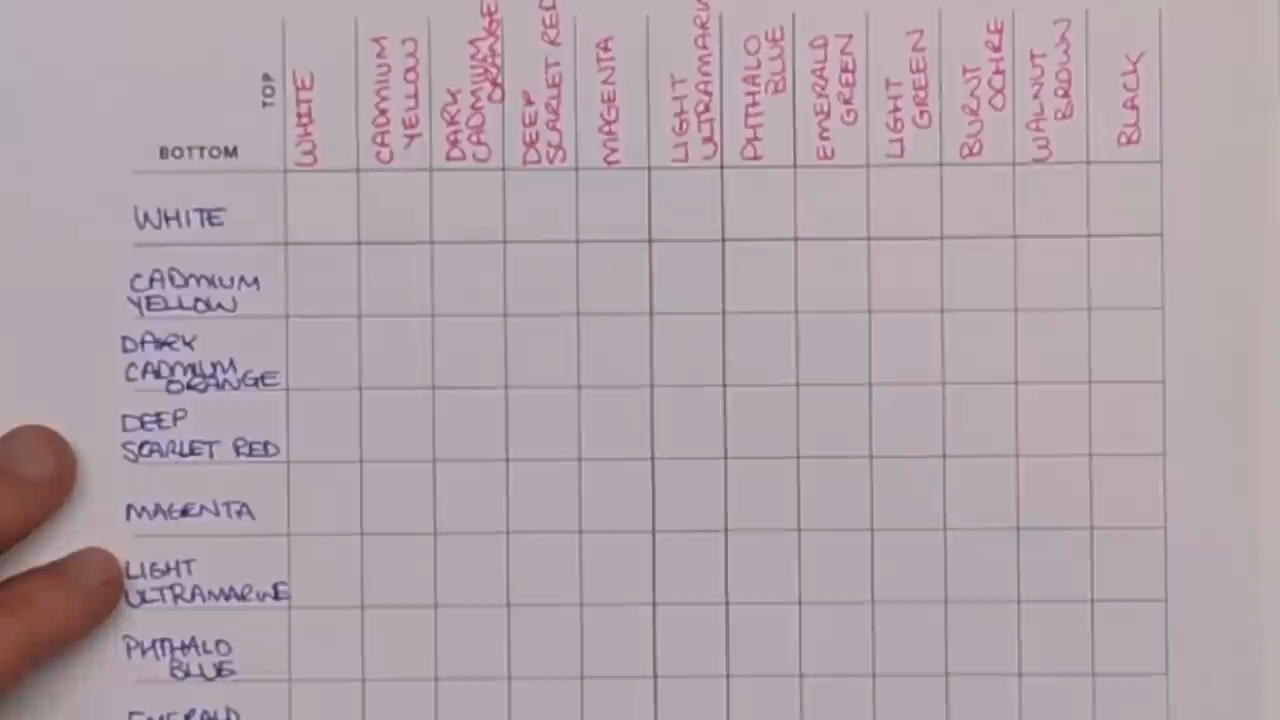 TOP
WHITE
CADMIUM
YELLOW
DARK
CADMIUM
ORANGE
DEEP
SCARLET RED
MAGENTA
LIGHT
ULTRAMARIN
PHTHALO
BLUE
EMERALD
GREEN
LIGHT
GREEN
BURNT
OCHRE
WALNUT
BROWN
BLACK
BOTTOM
WHITE
CADMIUM
YELLOW
DARK
CADMIUM
ORANGE
DEEP
SCARLET RED
MAGENTA
LIGHT
ULTRAMARINE
PHTHALO
BLUE
EMERALD